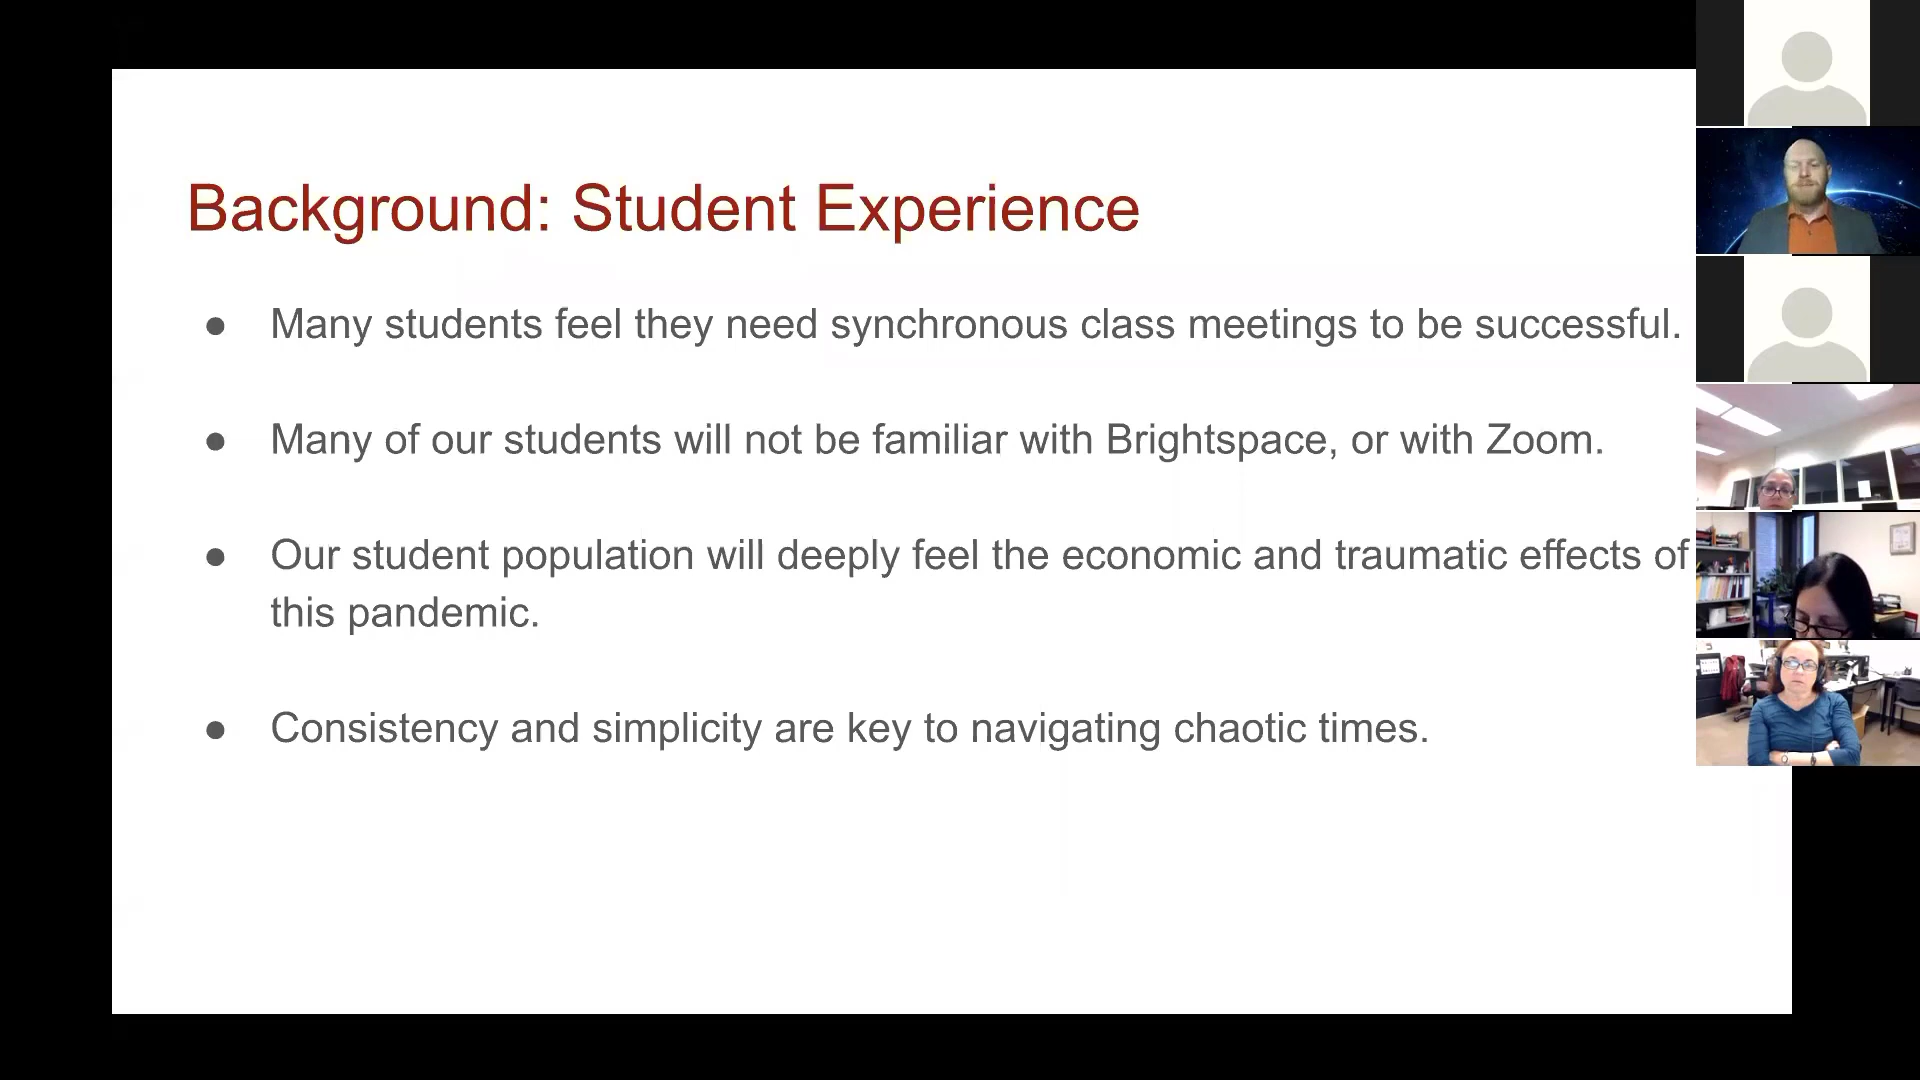 Background: Student Experience
● Many students feel they need synchronous class meetings to be successful.
● Many of our students will not be familiar with Brightspace, or with Zoom.
● Our student population will deeply feel the economic and traumatic effects of
this pandemic.
● Consistency and simplicity are key to navigating chaotic times.